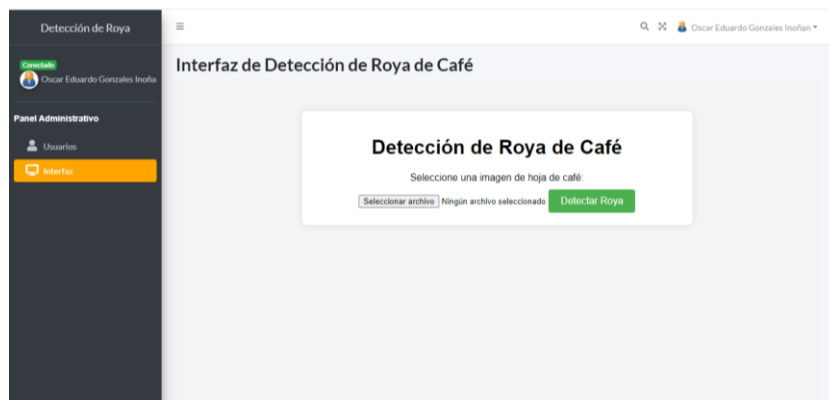 Detección de Roya
Oscar Eduardo Gonzales Inoñan
Conectado
Oscar Eduardo Gonzales Inoña
Interfaz de Detección de Roya de Café
Panel Administrativo
Usuarios
Interfaz
Detección de Roya de Café
Seleccione una imagen de hoja de café:
Seleccionar archivo Ningún archivo seleccionado Detectar Roya